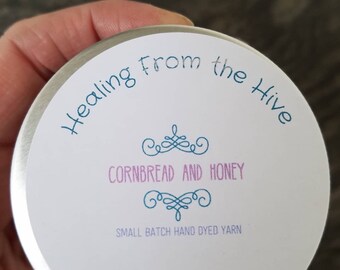 Healing From the Hive
CORNBREAD AND HONEY
SMALL BATCH HAND DYED YARN